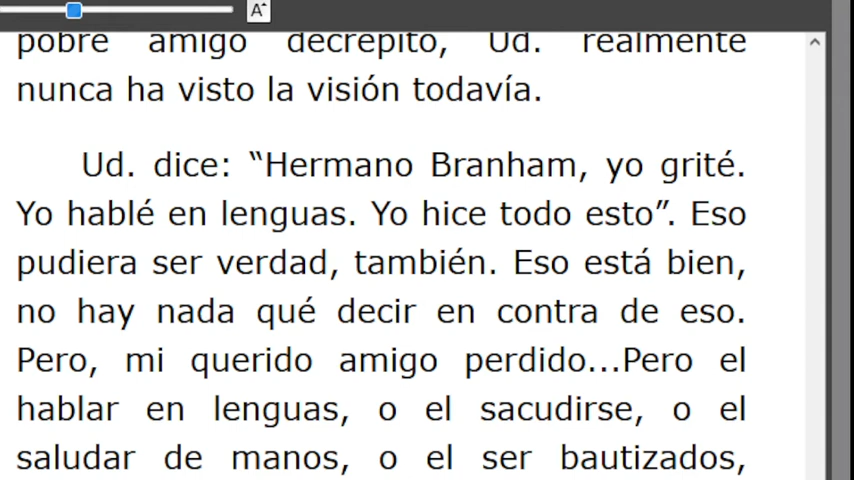 A
pobre amigo decrépito, Ud. realmente
nunca ha visto la visión todavía.
Ud. dice: “Hermano Branham, yo grité.
Yo hablé en lenguas. Yo hice todo esto”. Eso
pudiera ser verdad, también. Eso está bien,
no hay nada qué decir en contra de eso.
Pero, mi querido amigo perdido...Pero el
hablar en lenguas, o el sacudirse, o el
saludar de manos, o el ser bautizados,